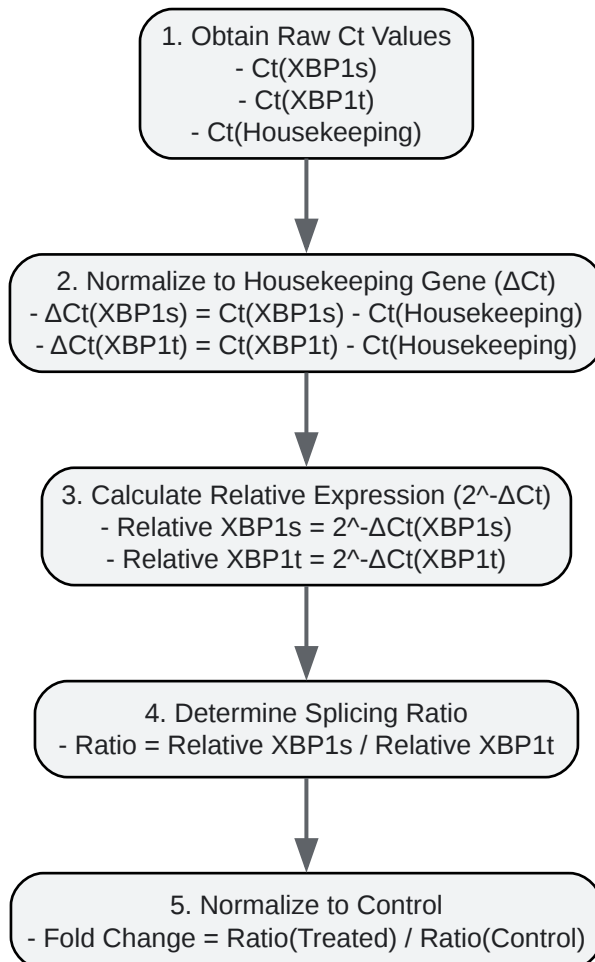 1. Obtain Raw Ct Values
- Ct(XBP1s)
- Ct(XBP1t)
- Ct(Housekeeping)
2. Normalize to Housekeeping Gene (ΔCt)
- ΔCt(XBP1s) = Ct(XBP1s) - Ct(Housekeeping)
- ΔCt(XBP1t) = Ct(XBP1t) - Ct(Housekeeping)
3. Calculate Relative Expression (2^-ΔCt)
- Relative XBP1s = 2^-ΔCt(XBP1s)
- Relative XBP1t = 2^-ΔCt(XBP1t)
4. Determine Splicing Ratio
- Ratio = Relative XBP1s / Relative XBP1t
5. Normalize to Control
- Fold Change = Ratio(Treated) / Ratio(Control)